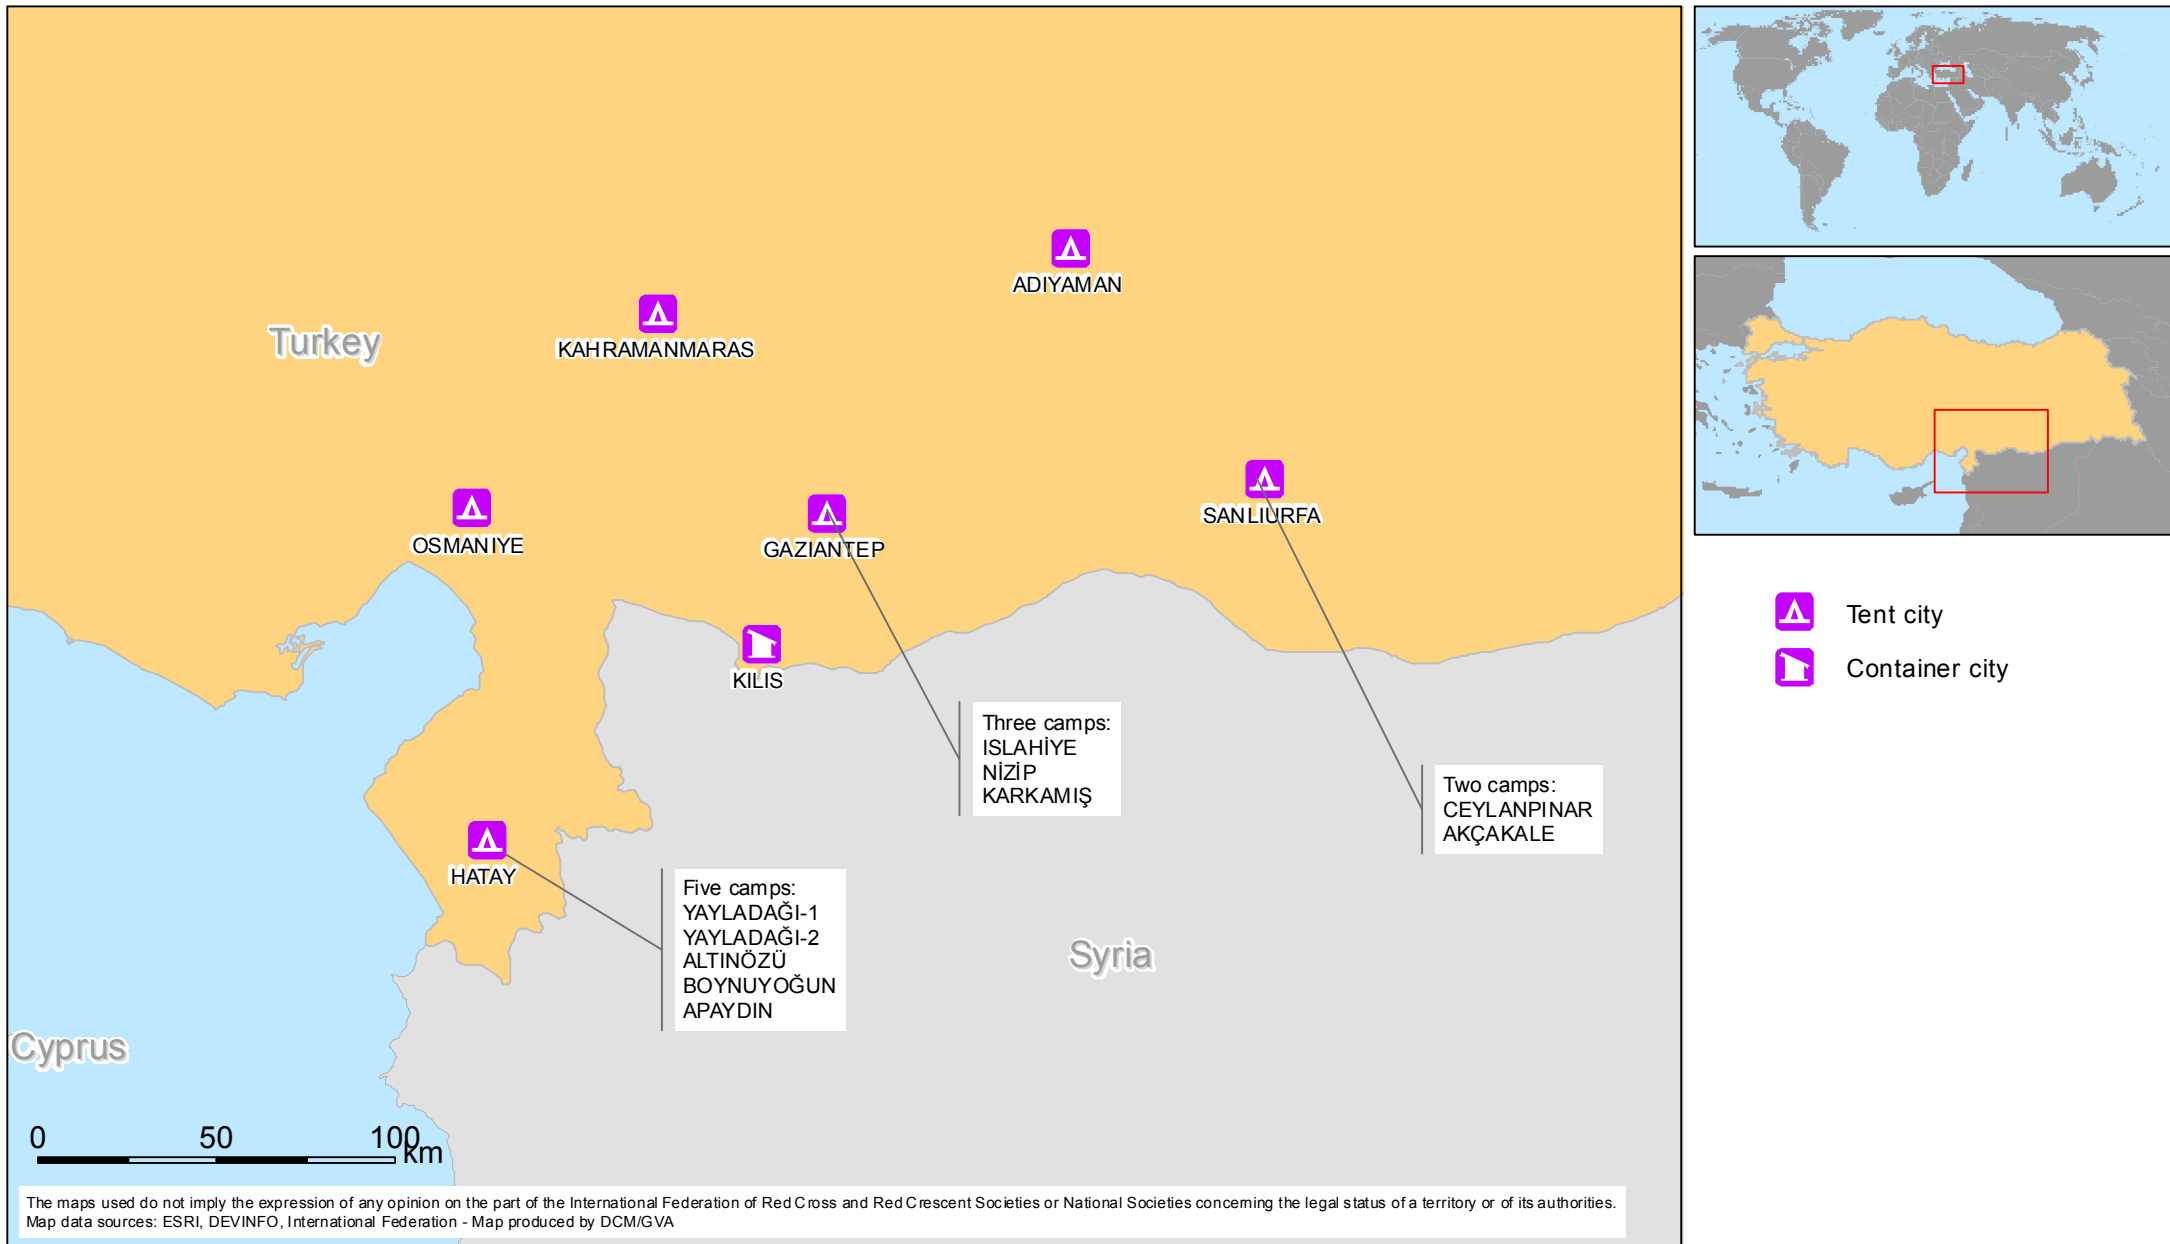 ADIYAMAN
Turkey
KAHRAMANMARAS
OSMANIYE
GAZIANTEP
SANLIURFA
KILIS
Three camps:
ISLAHİYE
NİZİP
KARKAMIŞ
Two camps:
CEYLANPINAR
AKÇAKALE
HATAY
Five camps:
YAYLADAĞI-1
YAYLADAĞI-2
ALTINÖZÜ
BOYNUYOĞUN
APAYDIN
Syria
Cyprus
0 50 100 km
The maps used do not imply the expression of any opinion on the part of the International Federation of Red Cross and Red Crescent Societies or National Societies concerning the legal status of a territory or of its authorities.
Map data sources: ESRI, DEVINFO, International Federation - Map produced by DCM/GVA
Tent city
Container city